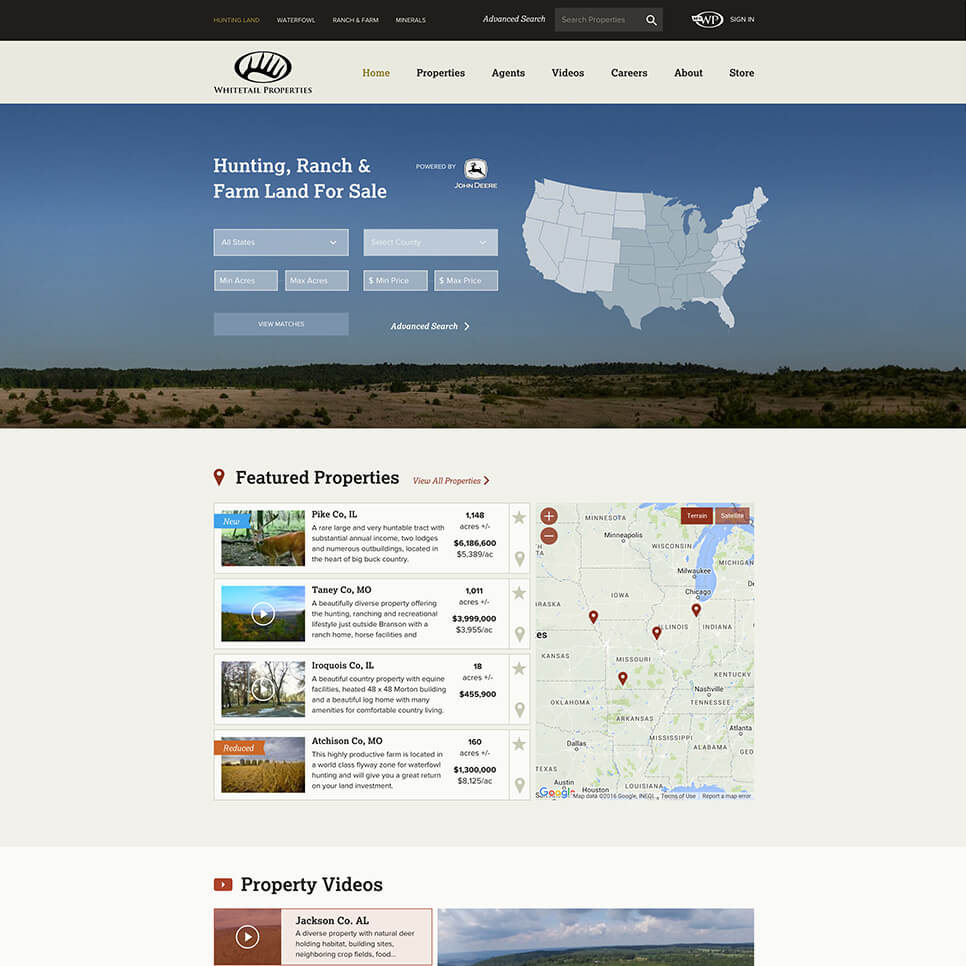 HUNTING LAND WATERFOWL RANCH & FARM MINERALS Advanced Search Search Properties WP SIGN IN
WHITETAIL PROPERTIES
Home Properties Agents Videos Careers About Store
Hunting, Ranch &
Farm Land For Sale
POWERED BY
JOHN DEERE
All States Select County
Min Acres Max Acres $ Min Price $ Max Price
VIEW MATCHES Advanced Search
Featured Properties View All Properties
New
Pike Co, IL
A rare large and very huntable tract with
substantial annual income, two lodges
and numerous outbuildings, located in
the heart of big buck country.
1,148
acres +/-
$6,186,600
$5,389/ac
Taney Co, MO
A beautifully diverse property offering
the hunting, ranching and recreational
lifestyle just outside Branson with a
ranch home, horse facilities and
1,011
acres +/-
$3,999,000
$3,955/ac
Iroquois Co, IL
A beautiful country property with equine
facilities, heated 48 x 48 Morton building
and a beautiful log home with many
amenities for comfortable country living.
18
acres +/-
$455,900
Reduced
Atchison Co, MO
This highly productive farm is located in
a world class flyway zone for waterfowl
hunting and will give you a great return
on your land investment.
160
acres +/-
$1,300,000
$8,125/ac
Terrain Satellite
MINNESOTA
Minneapolis
WISCONSIN
MICHIGAN
Milwaukee
Chicago
IOWA
ILLINOIS INDIANA
es
KANSAS
MISSOURI
KENTUCKY
Nashville
TENNESSEE
OKLAHOMA
ARKANSAS
Atlanta
MISSISSIPPI
Dallas
ALABAMA
TEXAS
LOUISIANA
Austin
Houston
Google Map data ©2016 Google, INEGI Terms of Use Report a map error
Property Videos
Jackson Co. AL
A diverse property with natural deer
holding habitat, building sites,
neighboring crop fields, food...